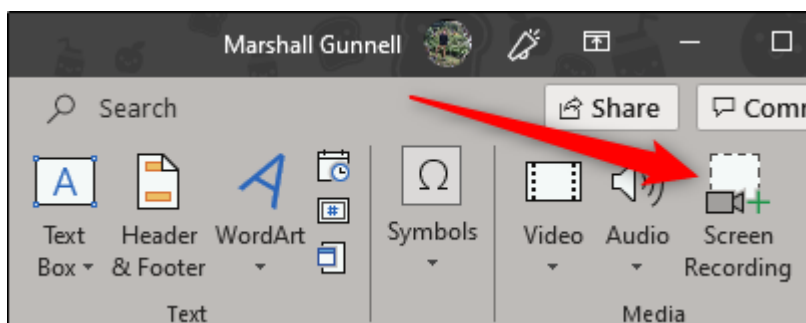 Marshall Gunnell
Search
Share
Comm
A
A
Ω
#
Text Box
Header & Footer
WordArt
Symbols
Video
Audio
Screen Recording
Text
Media